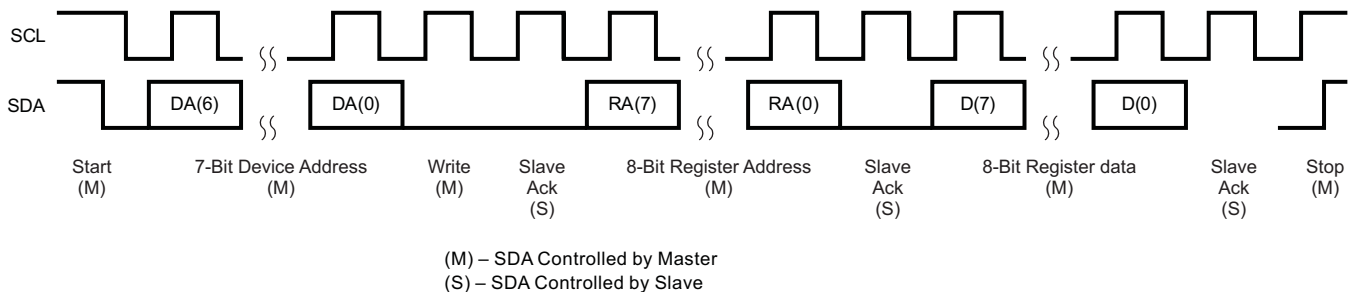 SCL
SDA
DA(6)
DA(0)
RA(7)
RA(0)
D(7)
D(0)
Start
(M)
7-Bit Device Address
(M)
Write
(M)
Slave
Ack
(S)
8-Bit Register Address
(M)
Slave
Ack
(S)
8-Bit Register data
(M)
Slave
Ack
(S)
Stop
(M)
(M) – SDA Controlled by Master
(S) – SDA Controlled by Slave